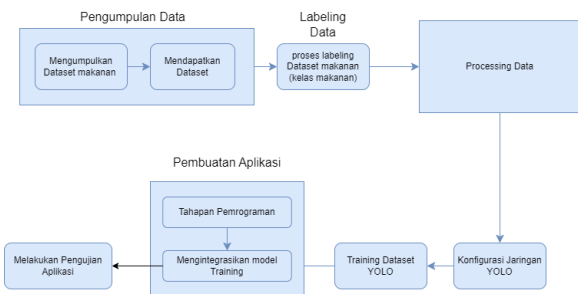 Pengumpulan Data
Mengumpulkan
Dataset makanan
Mendapatkan
Dataset
Labeling
Data
proses labeling
Dataset makanan
(kelas makanan)
Processing Data
Konfigurasi Jaringan
YOLO
Training Dataset
YOLO
Pembuatan Aplikasi
Tahapan Pemrograman
Mengintegrasikan model
Training
Melakukan Pengujian
Aplikasi